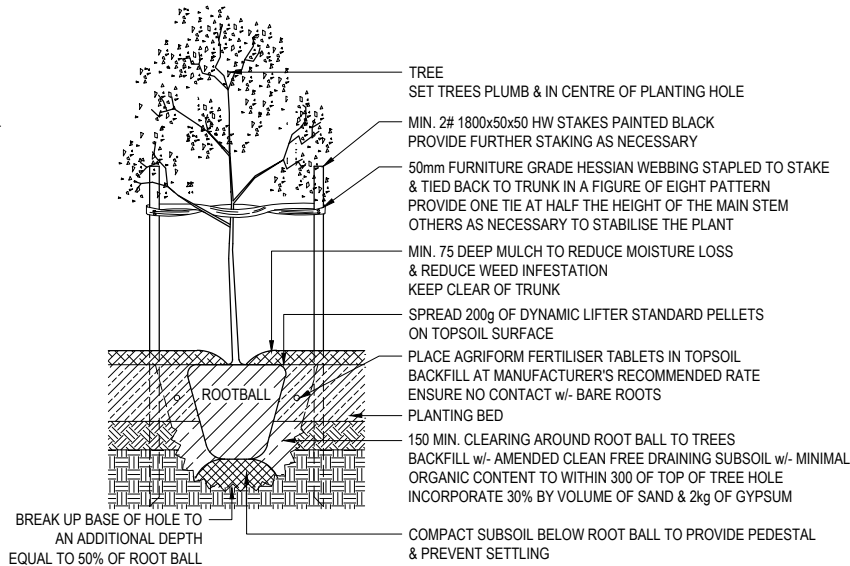 TREE
SET TREES PLUMB & IN CENTRE OF PLANTING HOLE
MIN. 2# 1800x50x50 HW STAKES PAINTED BLACK
PROVIDE FURTHER STAKING AS NECESSARY
50mm FURNITURE GRADE HESSIAN WEBBING STAPLED TO STAKE
& TIED BACK TO TRUNK IN A FIGURE OF EIGHT PATTERN
PROVIDE ONE TIE AT HALF THE HEIGHT OF THE MAIN STEM
OTHERS AS NECESSARY TO STABILISE THE PLANT
MIN. 75 DEEP MULCH TO REDUCE MOISTURE LOSS
& REDUCE WEED INFESTATION
KEEP CLEAR OF TRUNK
SPREAD 200g OF DYNAMIC LIFTER STANDARD PELLETS
ON TOPSOIL SURFACE
PLACE AGRIFORM FERTILISER TABLETS IN TOPSOIL
BACKFILL AT MANUFACTURER'S RECOMMENDED RATE
ENSURE NO CONTACT w/- BARE ROOTS
ROOTBALL
PLANTING BED
150 MIN. CLEARING AROUND ROOT BALL TO TREES
BACKFILL w/- AMENDED CLEAN FREE DRAINING SUBSOIL w/- MINIMAL
ORGANIC CONTENT TO WITHIN 300 OF TOP OF TREE HOLE
INCORPORATE 30% BY VOLUME OF SAND & 2kg OF GYPSUM
BREAK UP BASE OF HOLE TO
AN ADDITIONAL DEPTH
EQUAL TO 50% OF ROOT BALL
COMPACT SUBSOIL BELOW ROOT BALL TO PROVIDE PEDESTAL
& PREVENT SETTLING